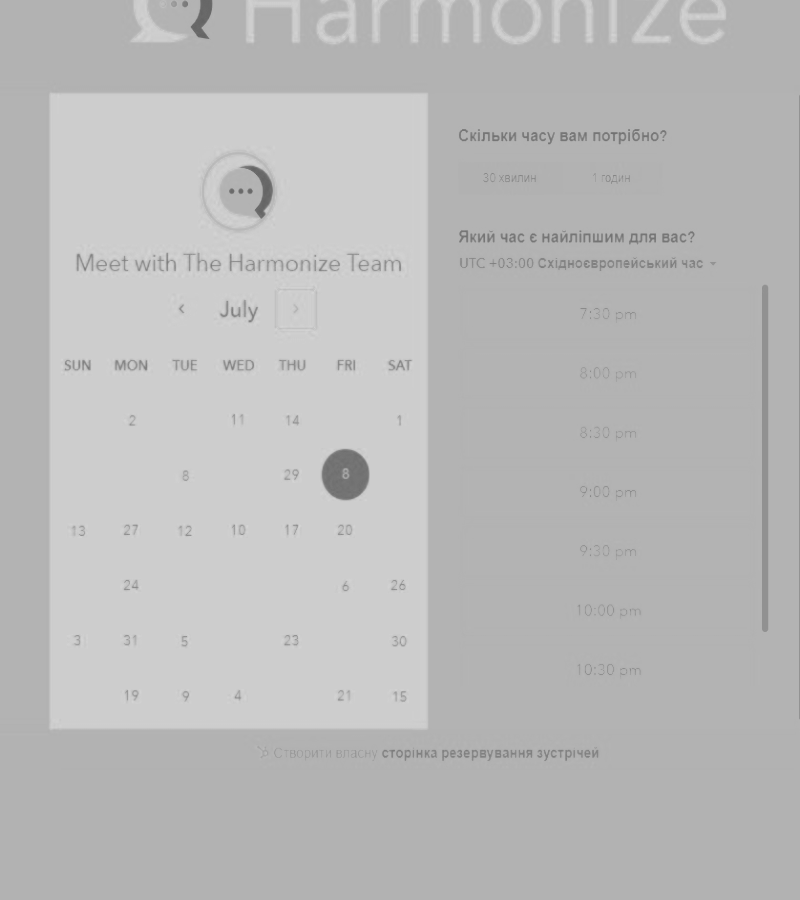 Harmonize
Meet with The Harmonize Team
July
SUN MON TUE WED THU FRI SAT
2 11 14 1
8 29 8
13 27 12 10 17 20
24 6 26
3 31 5 23 30
19 9 4 21 15
Скільки часу вам потрібно?
30 хвилин 1 годин
Який час є найліпшим для вас?
UTC +03:00 Східноєвропейський час
7:30 pm
8:00 pm
8:30 pm
9:00 pm
9:30 pm
10:00 pm
10:30 pm
Створити власну сторінка резервування зустрічей